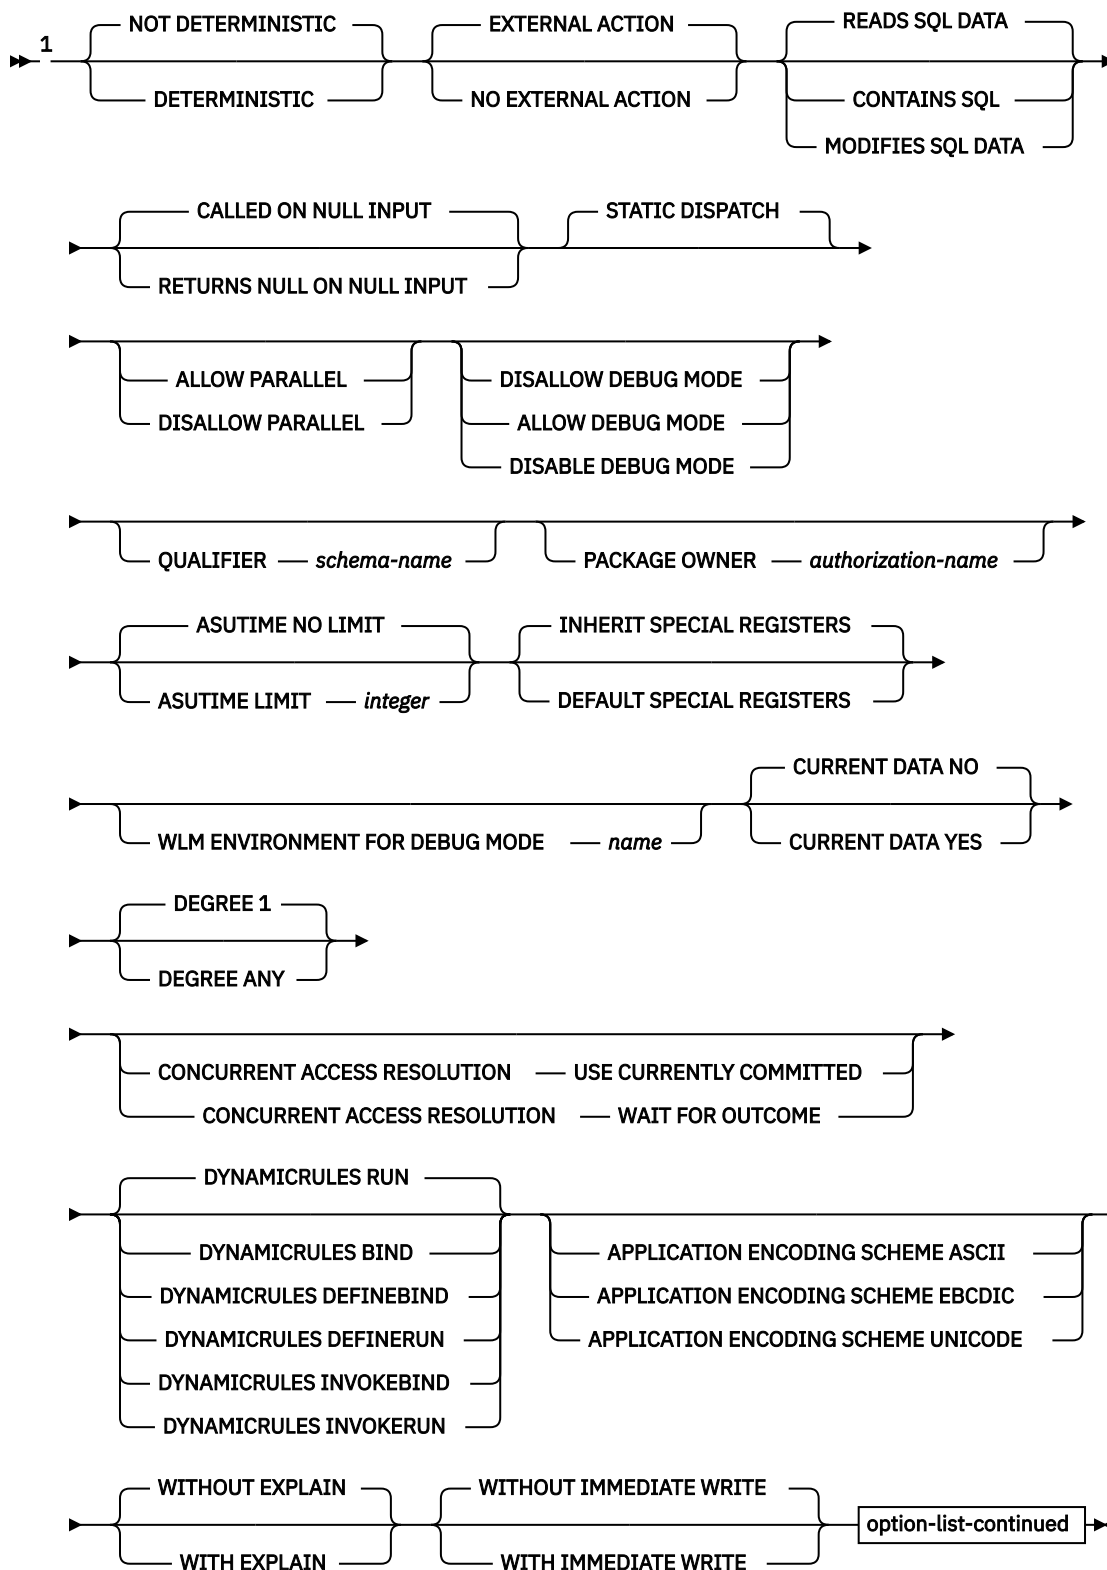 NOT DETERMINISTIC EXTERNAL ACTION READS SQL DATA
1
DETERMINISTIC NO EXTERNAL ACTION CONTAINS SQL
MODIFIES SQL DATA
CALLED ON NULL INPUT STATIC DISPATCH
RETURNS NULL ON NULL INPUT
ALLOW PARALLEL DISALLOW DEBUG MODE
DISALLOW PARALLEL ALLOW DEBUG MODE
DISABLE DEBUG MODE
QUALIFIER schema-name PACKAGE OWNER authorization-name
ASUTIME NO LIMIT INHERIT SPECIAL REGISTERS
ASUTIME LIMIT integer DEFAULT SPECIAL REGISTERS
CURRENT DATA NO
WLM ENVIRONMENT FOR DEBUG MODE name CURRENT DATA YES
DEGREE 1
DEGREE ANY
CONCURRENT ACCESS RESOLUTION USE CURRENTLY COMMITTED
CONCURRENT ACCESS RESOLUTION WAIT FOR OUTCOME
DYNAMICRULES RUN
DYNAMICRULES BIND APPLICATION ENCODING SCHEME ASCII
DYNAMICRULES DEFINEBIND APPLICATION ENCODING SCHEME EBCDIC
DYNAMICRULES DEFINERUN APPLICATION ENCODING SCHEME UNICODE
DYNAMICRULES INVOKEBIND
DYNAMICRULES INVOKERUN
WITHOUT EXPLAIN WITHOUT IMMEDIATE WRITE
option-list-continued
WITH EXPLAIN WITH IMMEDIATE WRITE